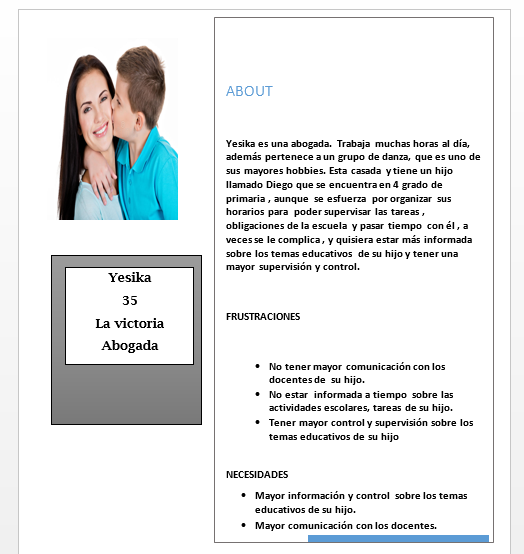 Yesika
35
La victoria
Abogada
ABOUT
Yesika es una abogada. Trabaja muchas horas al día,
además pertenece a un grupo de danza, que es uno de
sus mayores hobbies. Esta casada y tiene un hijo
llamado Diego que se encuentra en 4 grado de
primaria , aunque se esfuerza por organizar sus
horarios para poder supervisar las tareas ,
obligaciones de la escuela y pasar tiempo con él , a
veces se le complica , y quisiera estar más informada
sobre los temas educativos de su hijo y tener una
mayor supervisión y control.
FRUSTRACIONES
• No tener mayor comunicación con los
docentes de su hijo.
• No estar informada a tiempo sobre las
actividades escolares, tareas de su hijo.
• Tener mayor control y supervisión sobre los
temas educativos de su hijo
NECESIDADES
• Mayor información y control sobre los temas
educativos de su hijo.
• Mayor comunicación con los docentes.